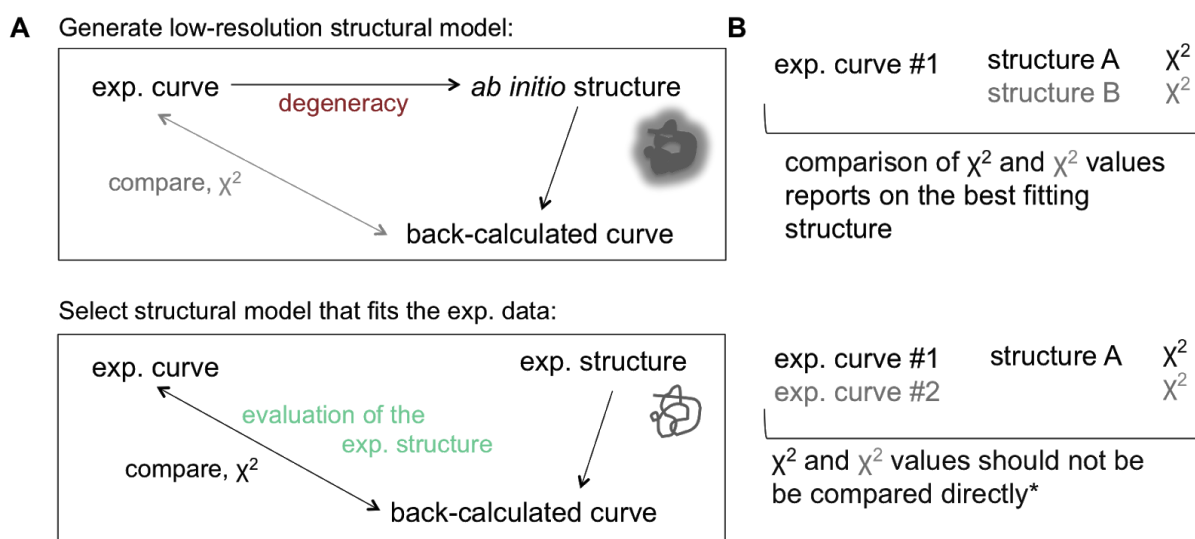 A
Generate low-resolution structural model:
exp. curve
ab initio structure
degeneracy
compare, χ²
back-calculated curve
Select structural model that fits the exp. data:
exp. curve
exp. structure
evaluation of the
exp. structure
compare, χ²
back-calculated curve
B
exp. curve #1 structure A χ²
structure B χ²
comparison of χ² and χ² values
reports on the best fitting
structure
exp. curve #1 structure A χ²
exp. curve #2 χ²
χ² and χ² values should not be
be compared directly*